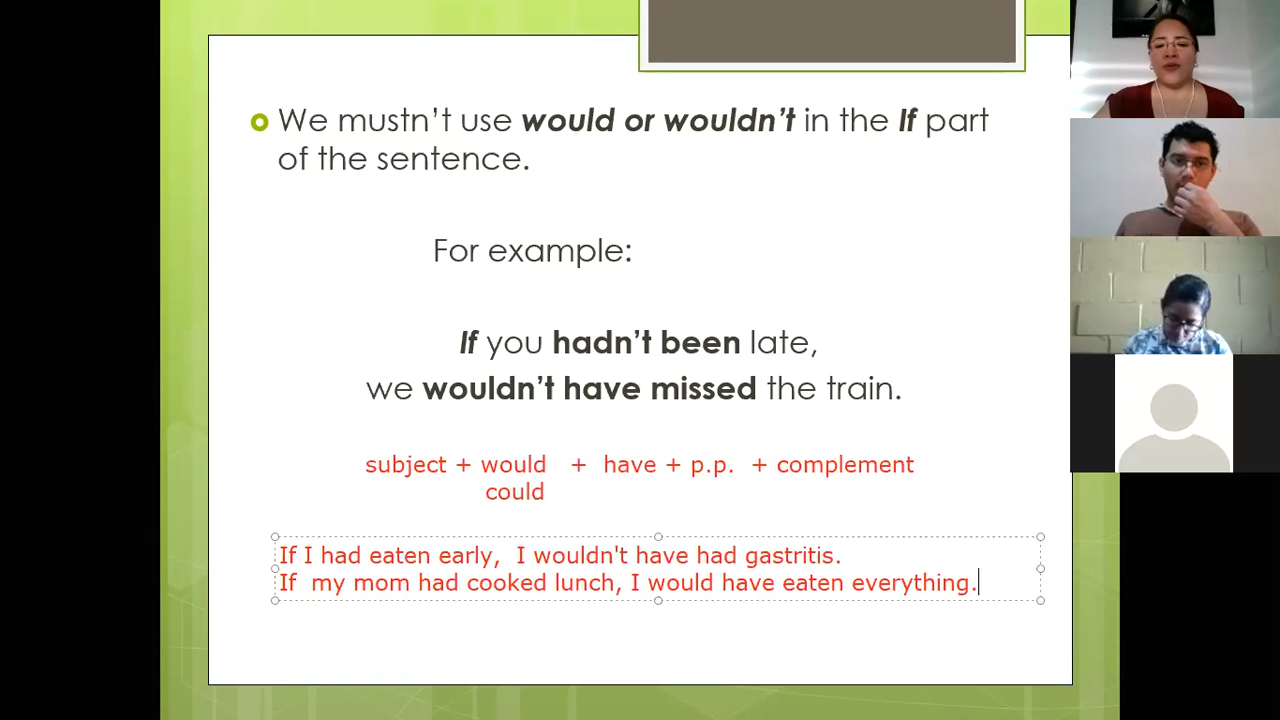 We mustn't use would or wouldn't in the If part
of the sentence.
For example:
If you hadn't been late,
we wouldn't have missed the train.
subject + would + have + p.p. + complement
could
If I had eaten early, I wouldn't have had gastritis.
If my mom had cooked lunch, I would have eaten everything.